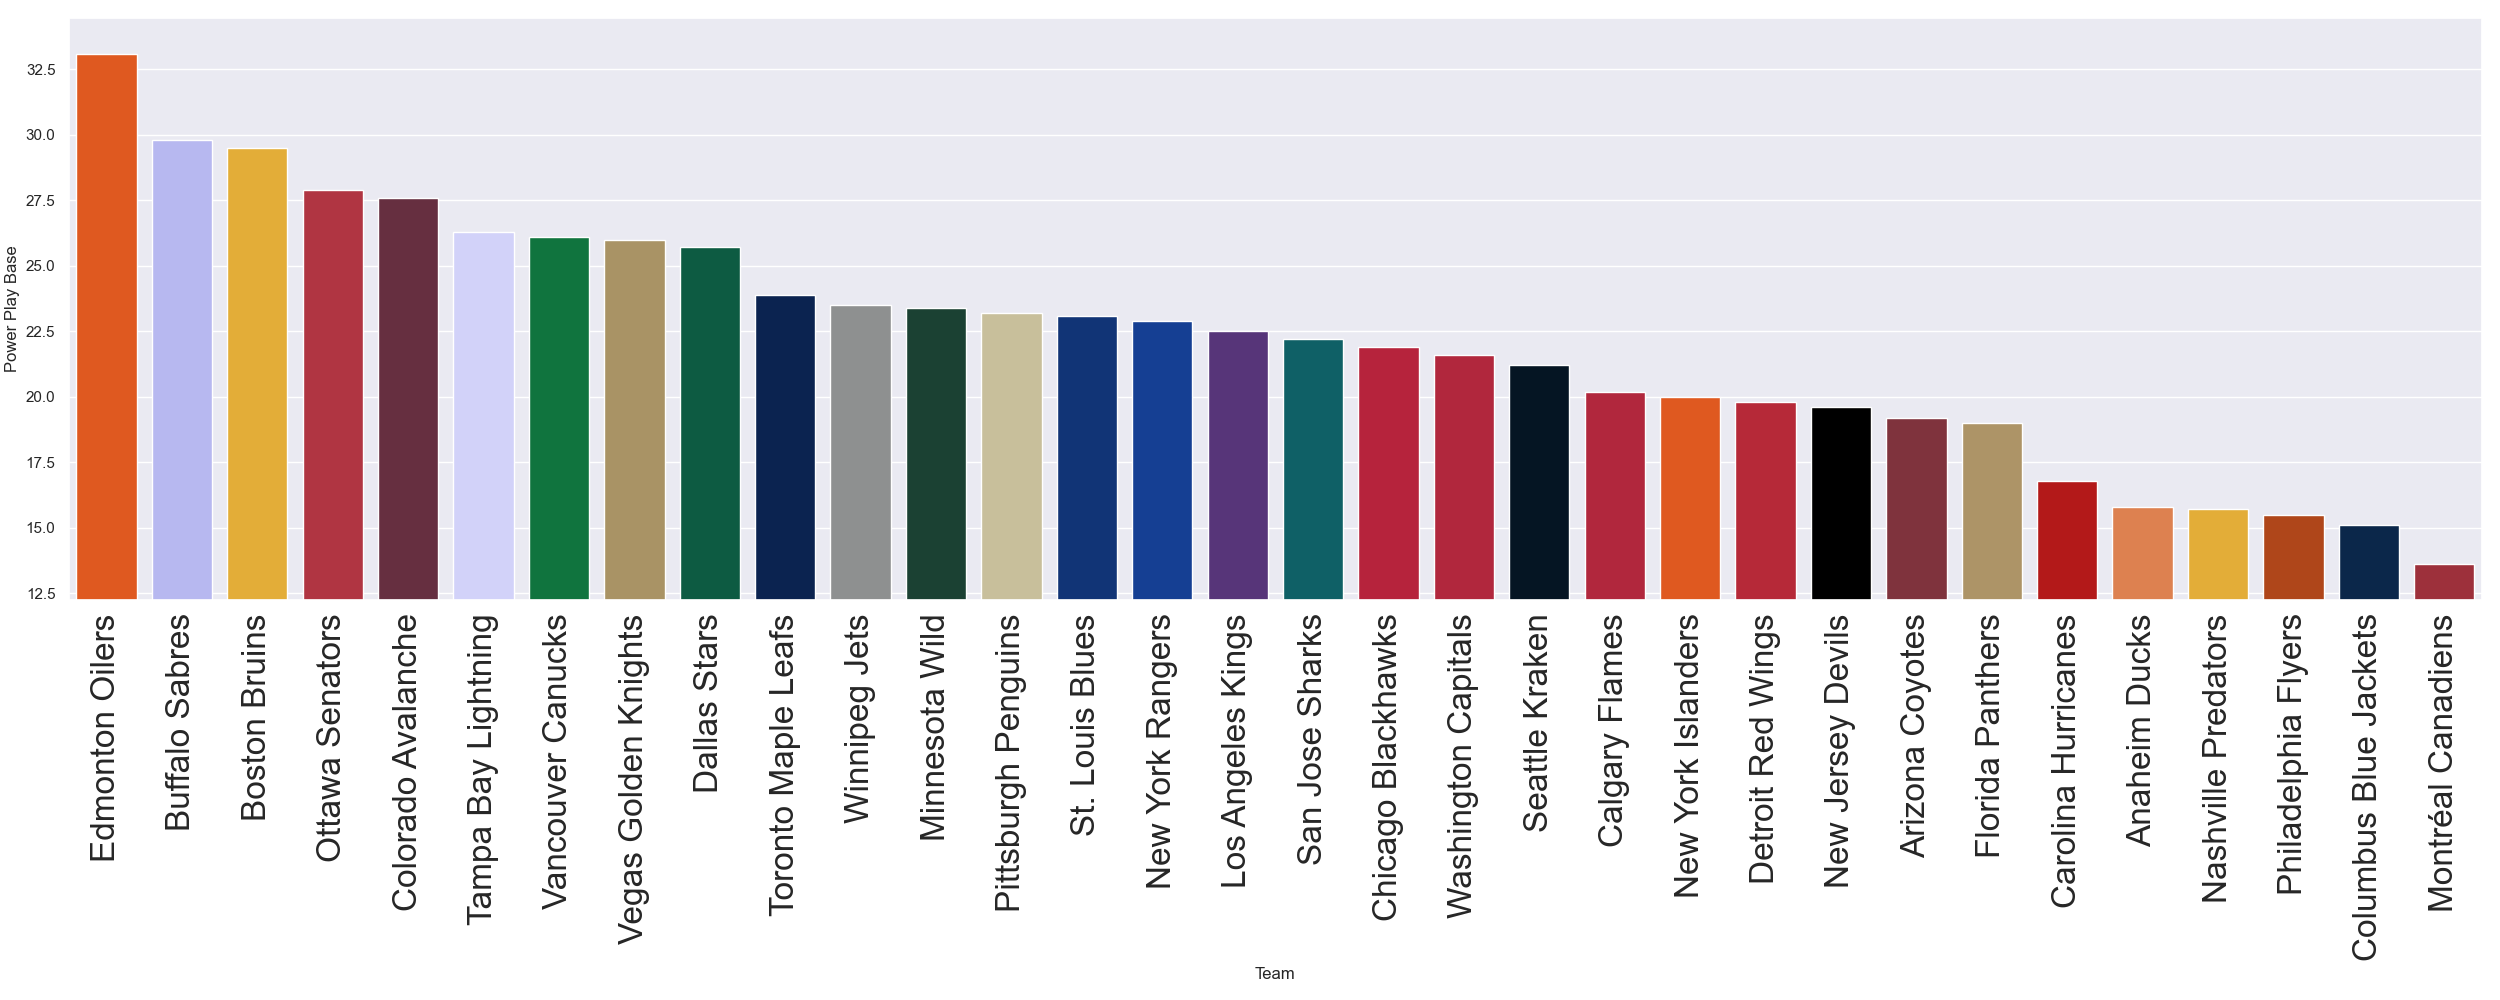 Power Play Base
32.5
30.0
27.5
25.0
22.5
20.0
17.5
15.0
12.5
Edmonton Oilers
Buffalo Sabres
Boston Bruins
Ottawa Senators
Colorado Avalanche
Tampa Bay Lightning
Vancouver Canucks
Vegas Golden Knights
Dallas Stars
Toronto Maple Leafs
Winnipeg Jets
Minnesota Wild
Pittsburgh Penguins
St. Louis Blues
New York Rangers
Los Angeles Kings
San Jose Sharks
Chicago Blackhawks
Washington Capitals
Seattle Kraken
Calgary Flames
New York Islanders
Detroit Red Wings
New Jersey Devils
Arizona Coyotes
Florida Panthers
Carolina Hurricanes
Anaheim Ducks
Nashville Predators
Philadelphia Flyers
Columbus Blue Jackets
Montréal Canadiens
Team